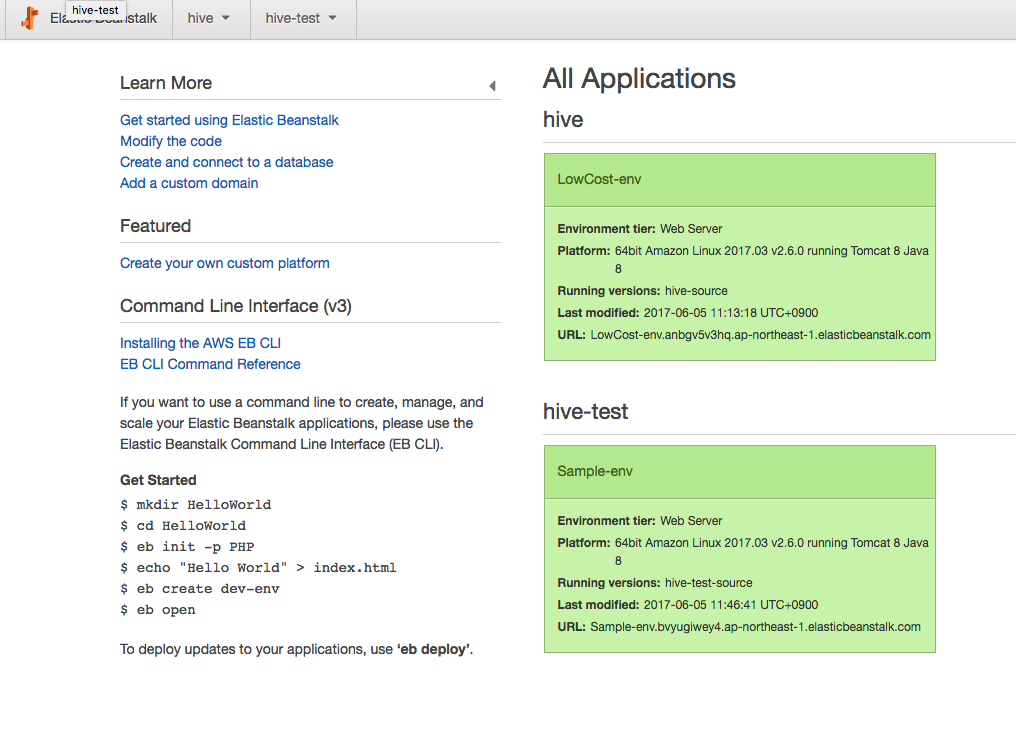 hive-test
Elastic Beanstalk hive hive-test
Learn More
Get started using Elastic Beanstalk
Modify the code
Create and connect to a database
Add a custom domain
Featured
Create your own custom platform
Command Line Interface (v3)
Installing the AWS EB CLI
EB CLI Command Reference
If you want to use a command line to create, manage, and
scale your Elastic Beanstalk applications, please use the
Elastic Beanstalk Command Line Interface (EB CLI).
Get Started
$ mkdir HelloWorld
$ cd HelloWorld
$ eb init -p PHP
$ echo "Hello World" > index.html
$ eb create dev-env
$ eb open
To deploy updates to your applications, use ‘eb deploy’.
All Applications
hive
LowCost-env
Environment tier: Web Server
Platform: 64bit Amazon Linux 2017.03 v2.6.0 running Tomcat 8 Java
8
Running versions: hive-source
Last modified: 2017-06-05 11:13:18 UTC+0900
URL: LowCost-env.anbgv5v3hq.ap-northeast-1.elasticbeanstalk.com
hive-test
Sample-env
Environment tier: Web Server
Platform: 64bit Amazon Linux 2017.03 v2.6.0 running Tomcat 8 Java
8
Running versions: hive-test-source
Last modified: 2017-06-05 11:46:41 UTC+0900
URL: Sample-env.bvyugiwey4.ap-northeast-1.elasticbeanstalk.com